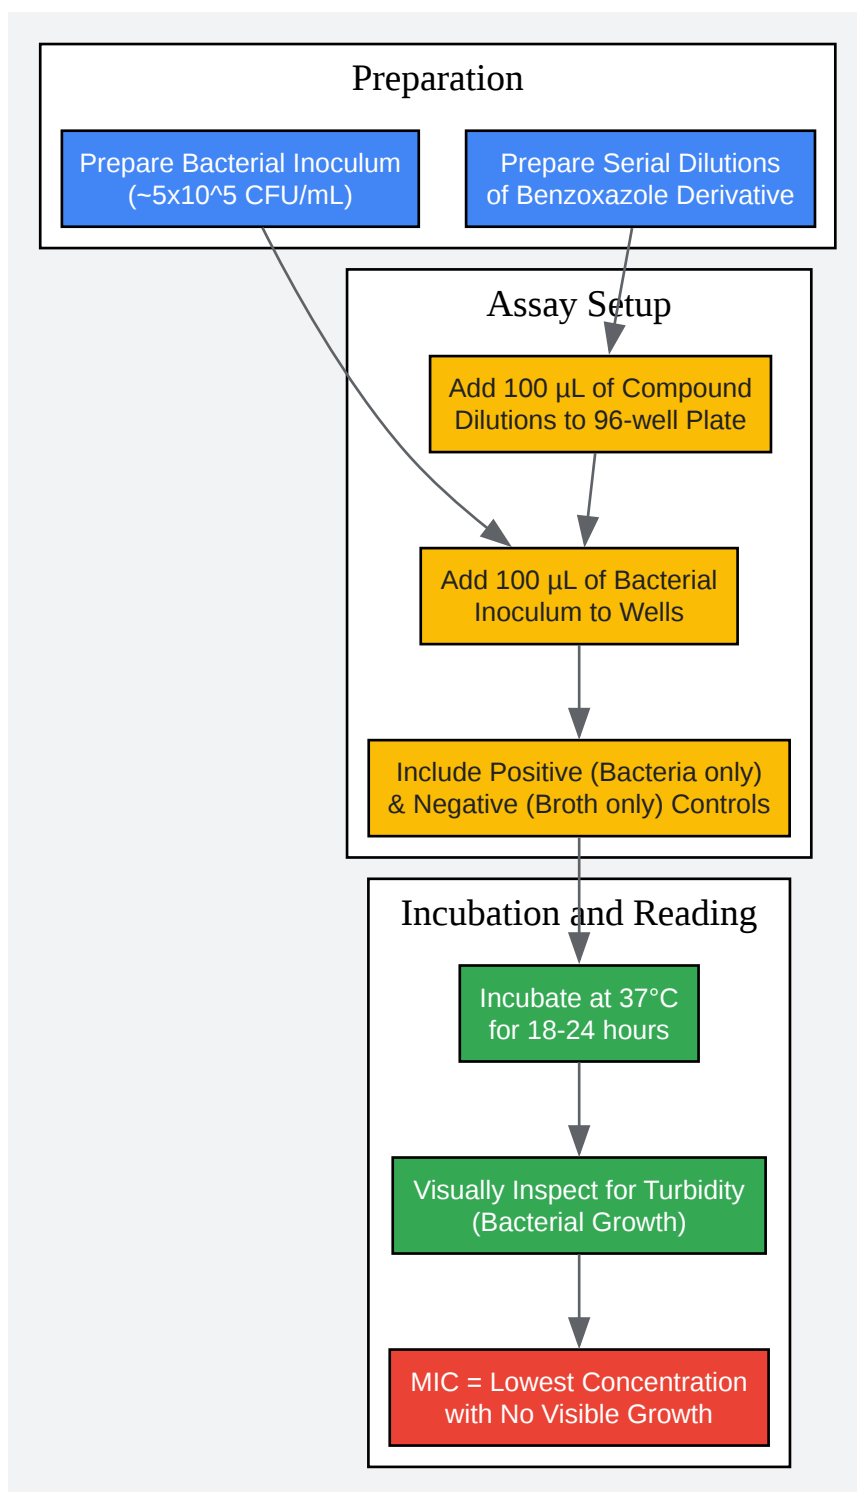 Preparation
Prepare Bacterial Inoculum
(~5x10^5 CFU/mL)
Prepare Serial Dilutions
of Benzoxazole Derivative
Assay Setup
Add 100 µL of Compound
Dilutions to 96-well Plate
Add 100 µL of Bacterial
Inoculum to Wells
Include Positive (Bacteria only)
& Negative (Broth only) Controls
Incubation and Reading
Incubate at 37°C
for 18-24 hours
Visually Inspect for Turbidity
(Bacterial Growth)
MIC = Lowest Concentration
with No Visible Growth